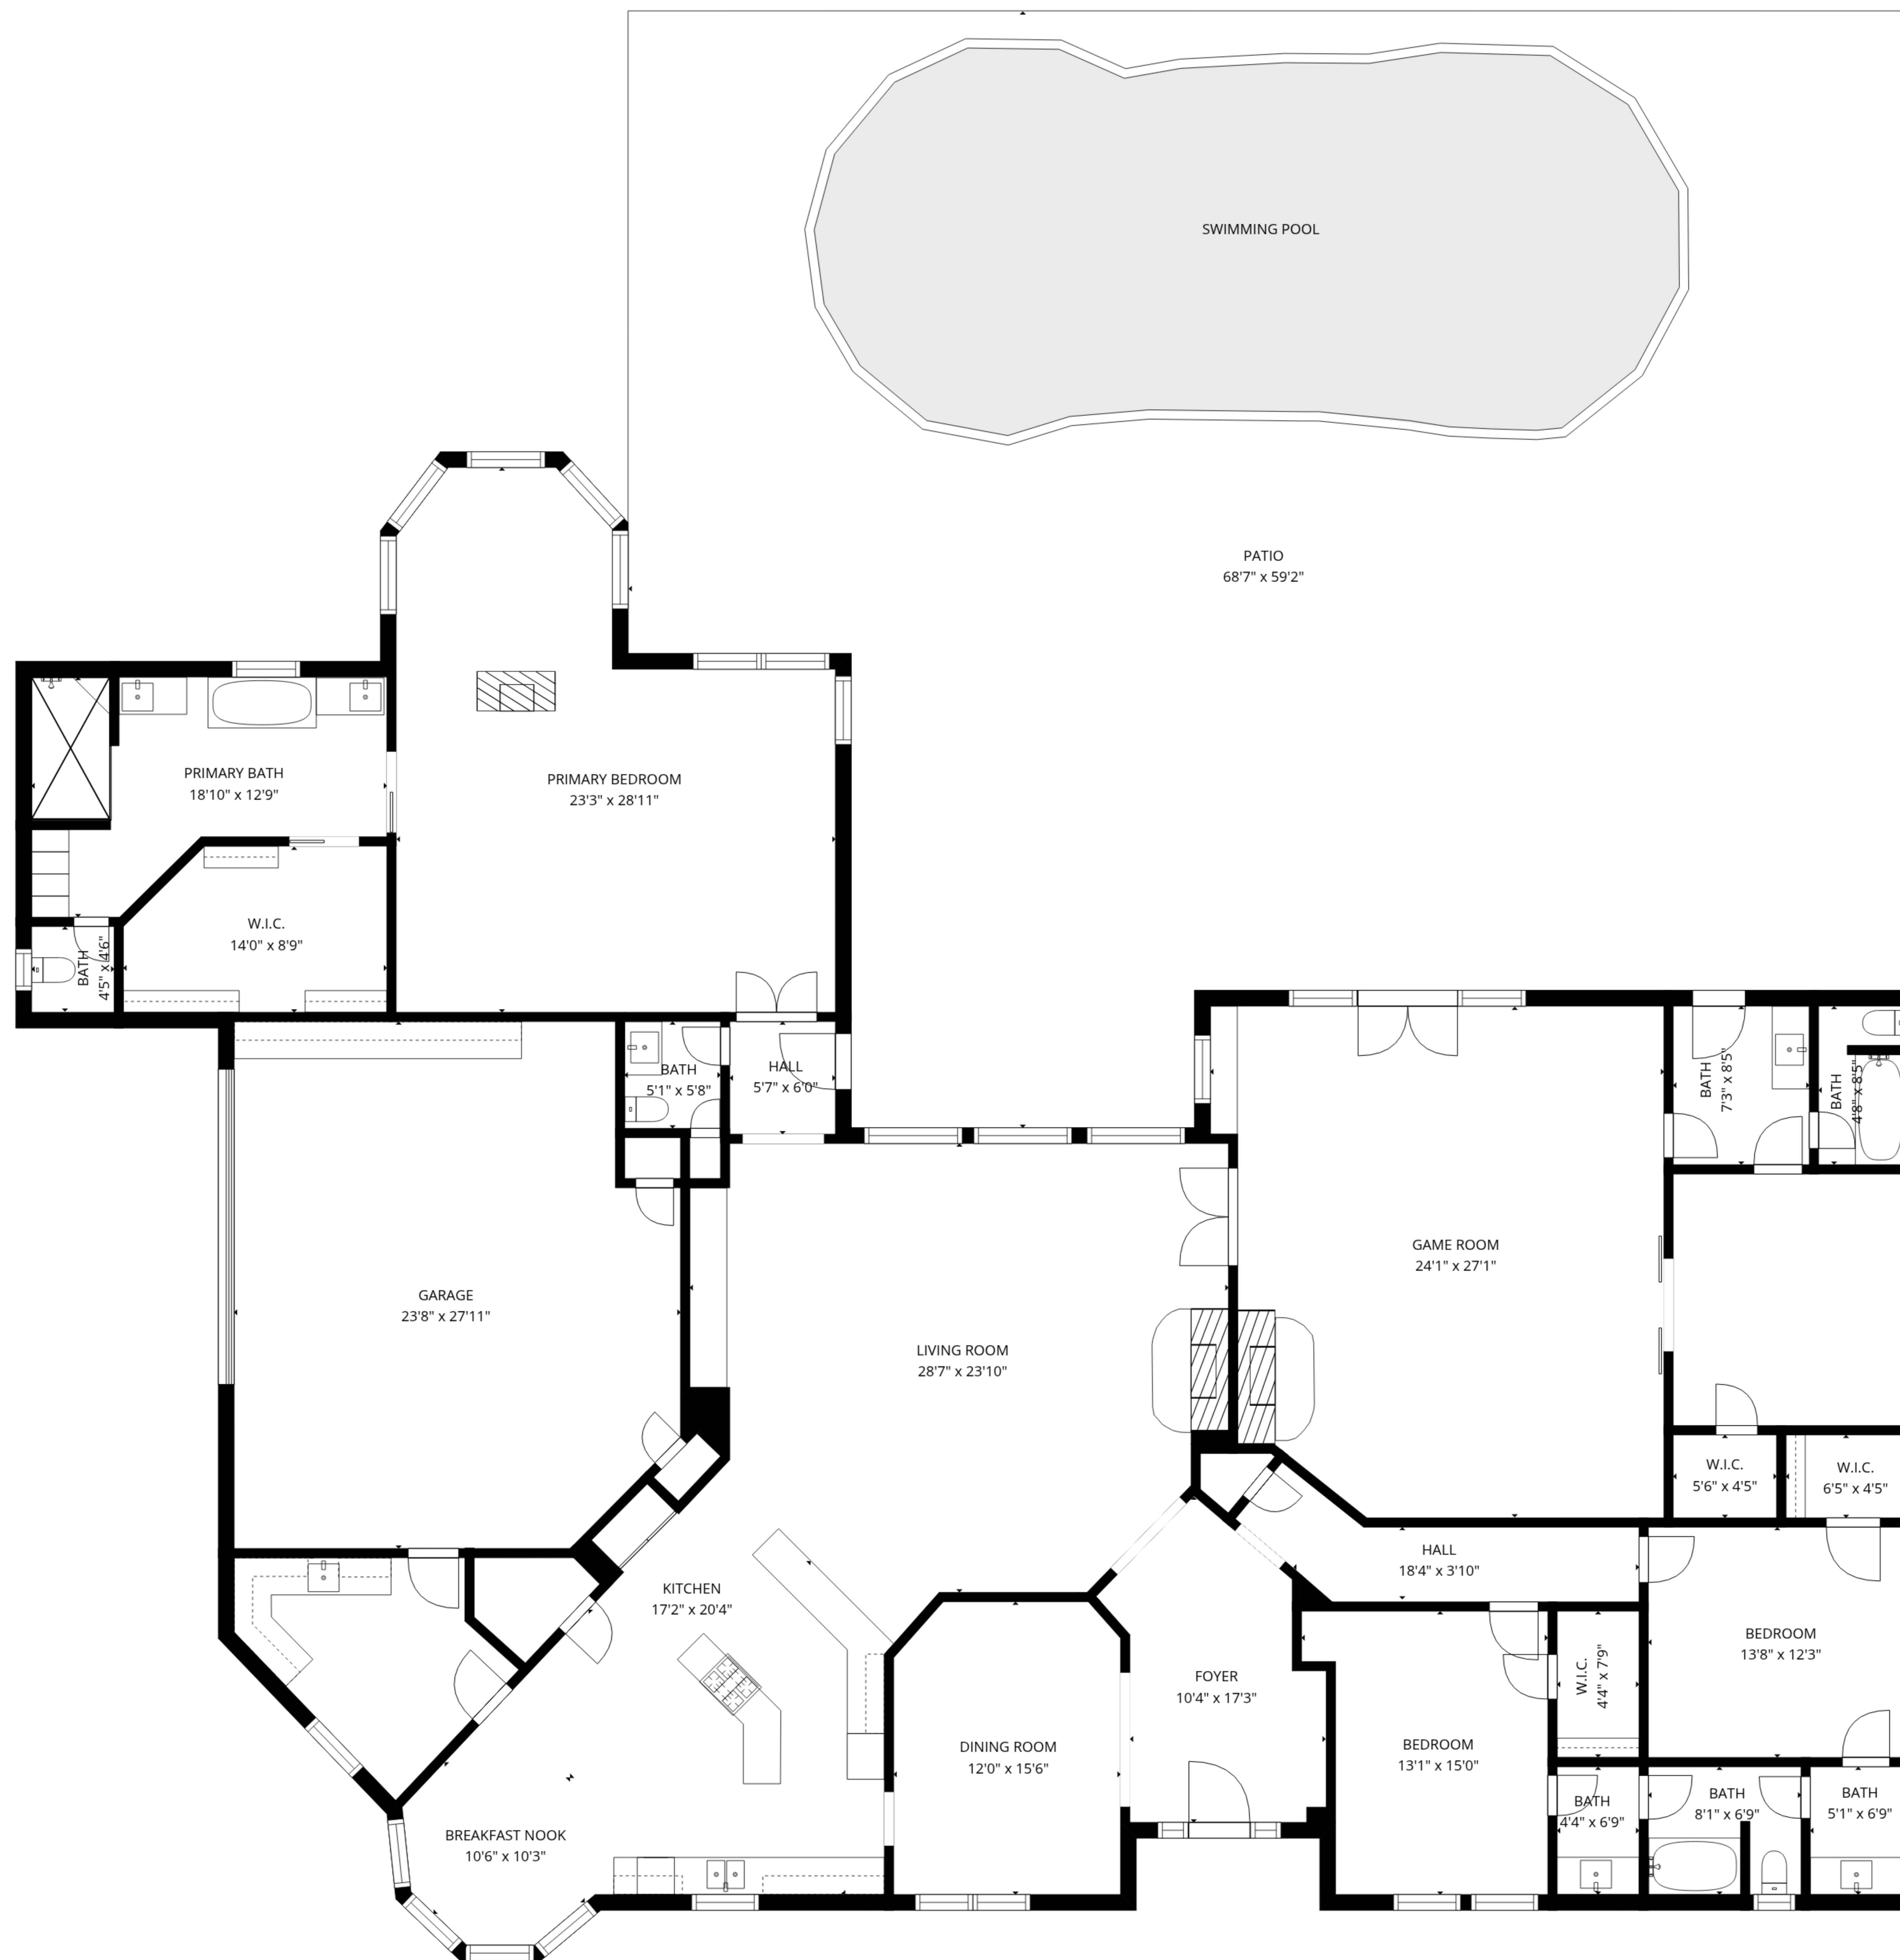 SWIMMING POOL
PATIO
68'7" x 59'2"
PRIMARY BATH
18'10" x 12'9"
PRIMARY BEDROOM
23'3" x 28'11"
W.I.C.
14'0" x 8'9"
BATH
4'5" x 4'6"
BATH
5'1" x 5'8"
HALL
5'7" x 6'0"
BATH
7'3" x 8'5"
BATH
4'8" x 8'5"
GARAGE
23'8" x 27'11"
LIVING ROOM
28'7" x 23'10"
GAME ROOM
24'1" x 27'1"
W.I.C.
5'6" x 4'5"
W.I.C.
6'5" x 4'5"
HALL
18'4" x 3'10"
KITCHEN
17'2" x 20'4"
FOYER
10'4" x 17'3"
W.I.C.
4'4" x 7'9"
BEDROOM
13'8" x 12'3"
DINING ROOM
12'0" x 15'6"
BEDROOM
13'1" x 15'0"
BREAKFAST NOOK
10'6" x 10'3"
BATH
4'4" x 6'9"
BATH
8'1" x 6'9"
BATH
5'1" x 6'9"